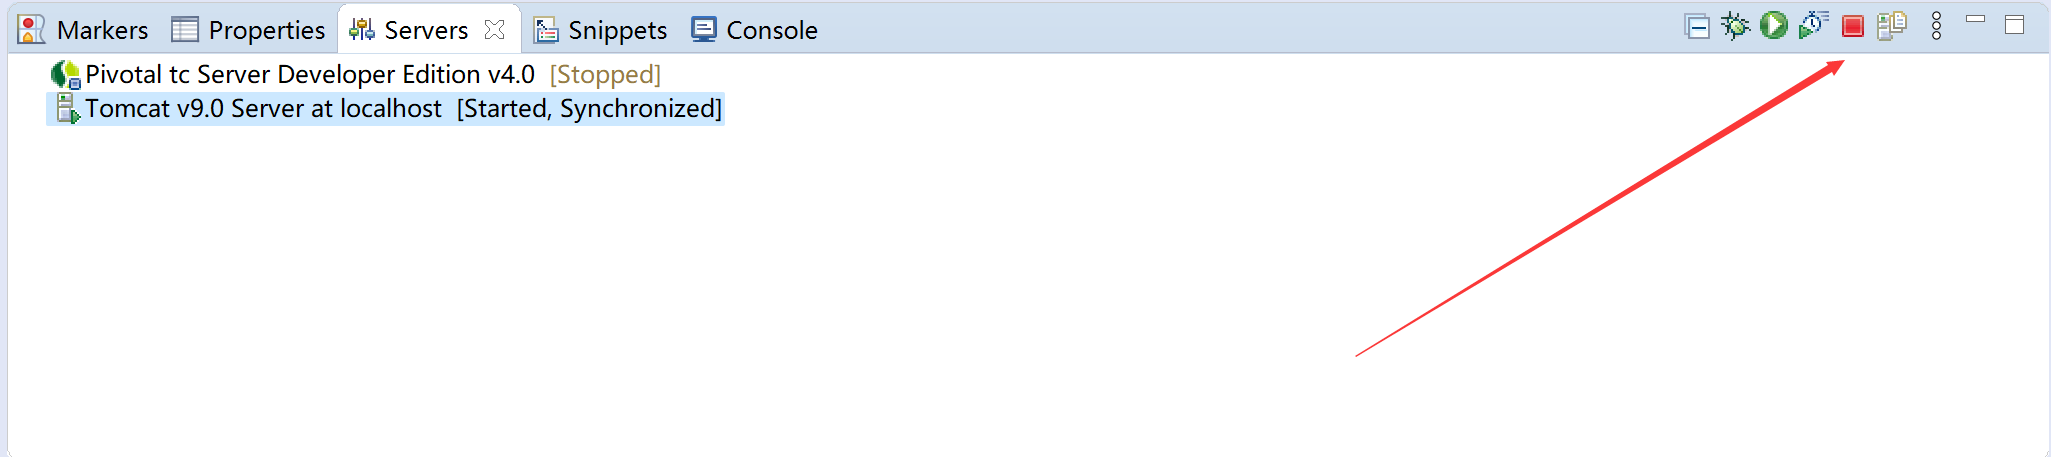 Markers Properties Servers Snippets Console
Pivotal tc Server Developer Edition v4.0 [Stopped]
Tomcat v9.0 Server at localhost [Started, Synchronized]